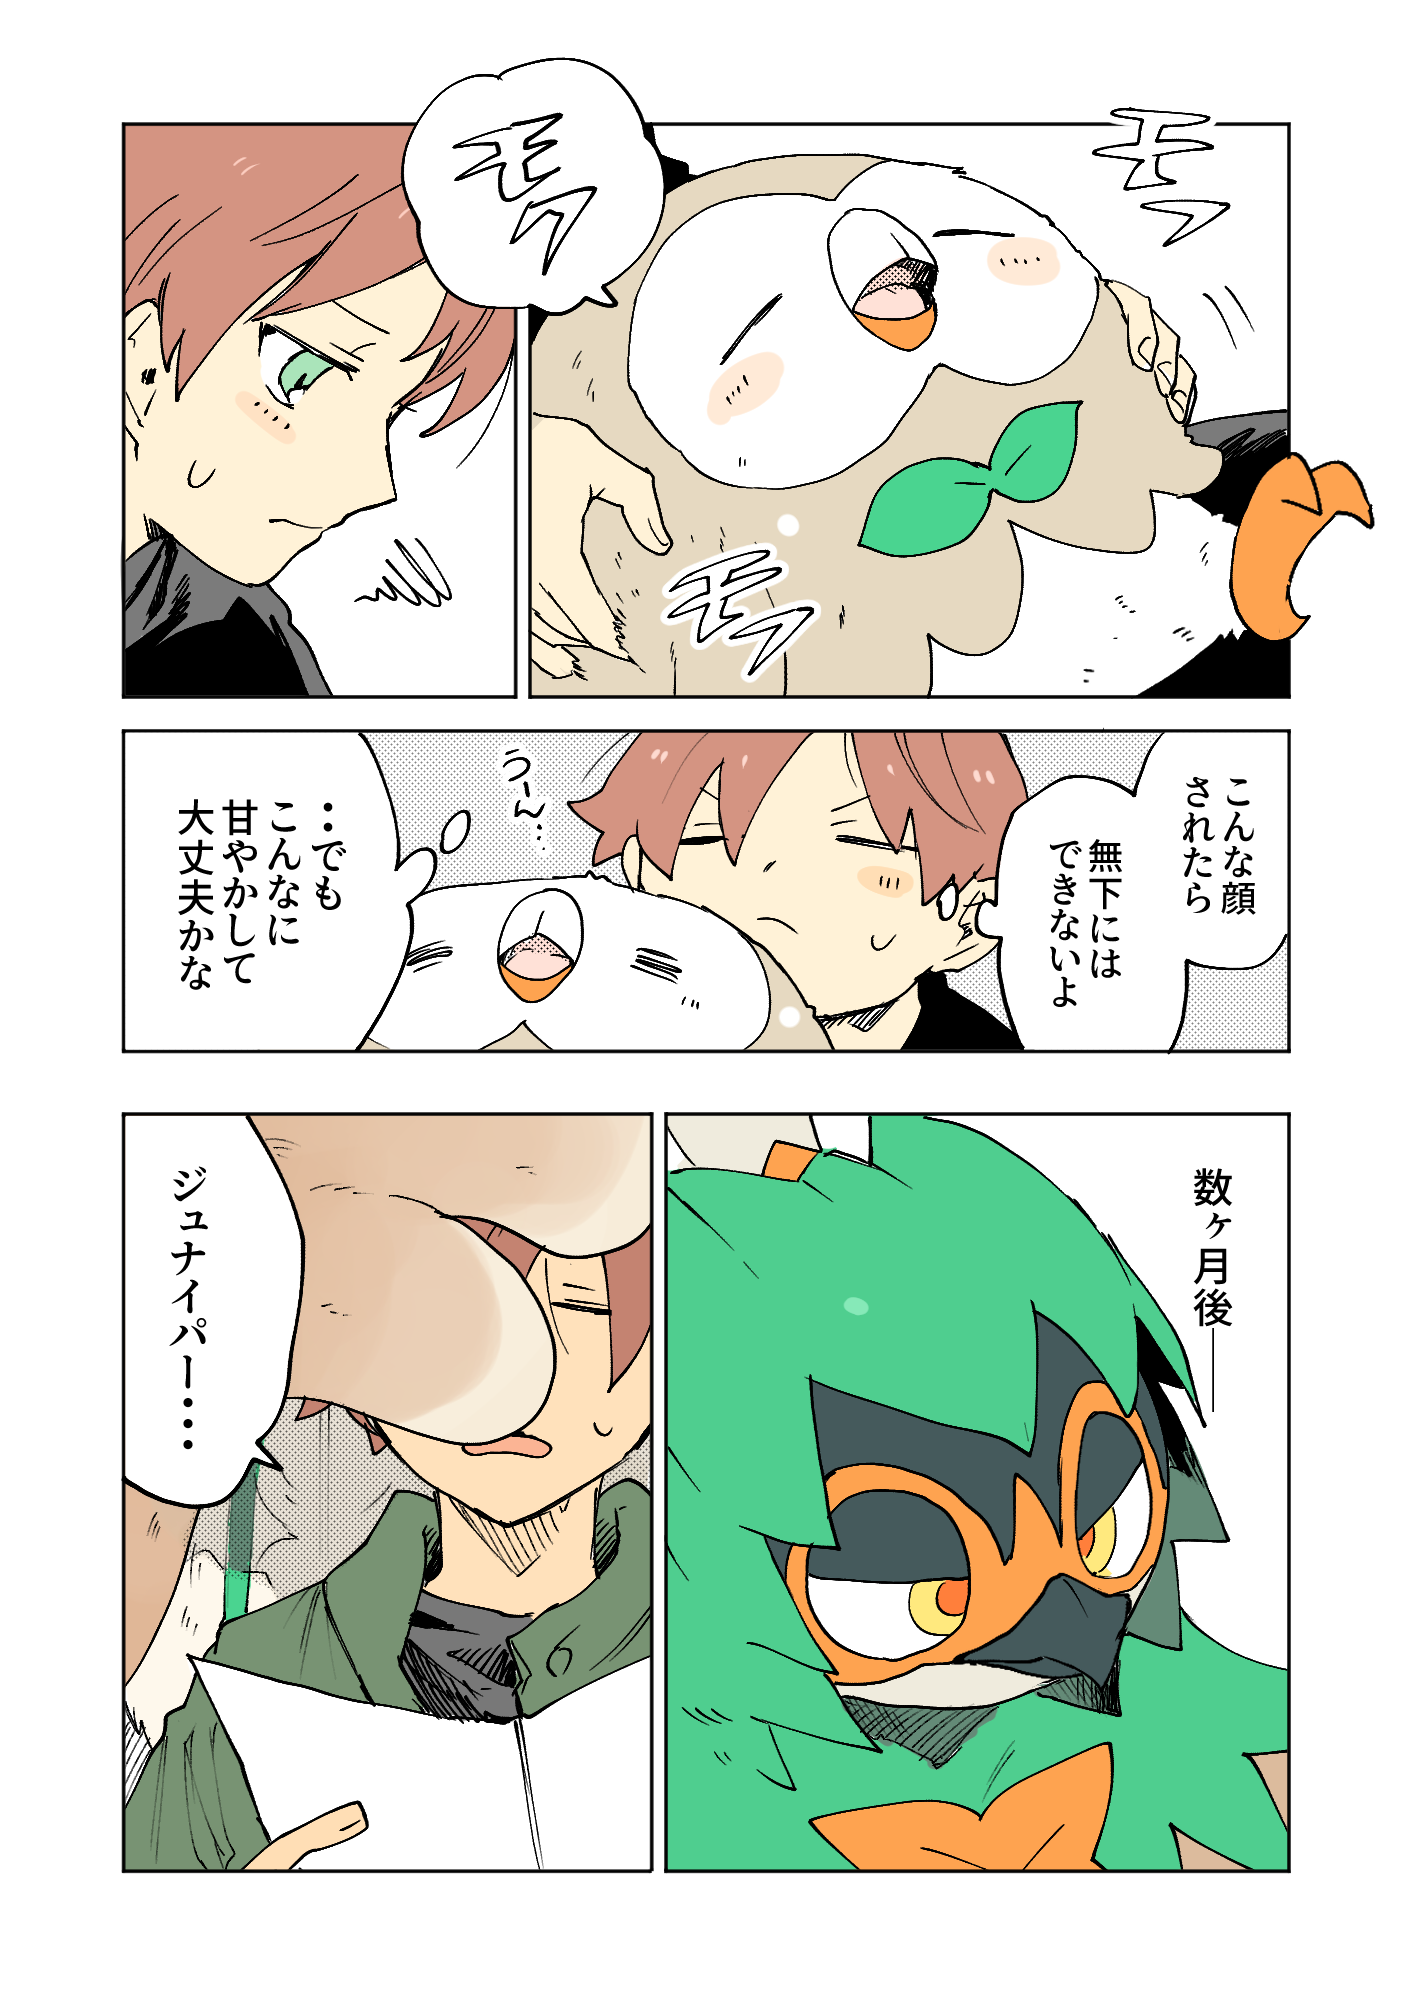 モフ
モフ
モフ
こんな顔
されたら
無下には
できないよ
うーん…
‥でも
こんなに
甘やかして
大丈夫かな
数ヶ月後―
ジュナイパー‥‥